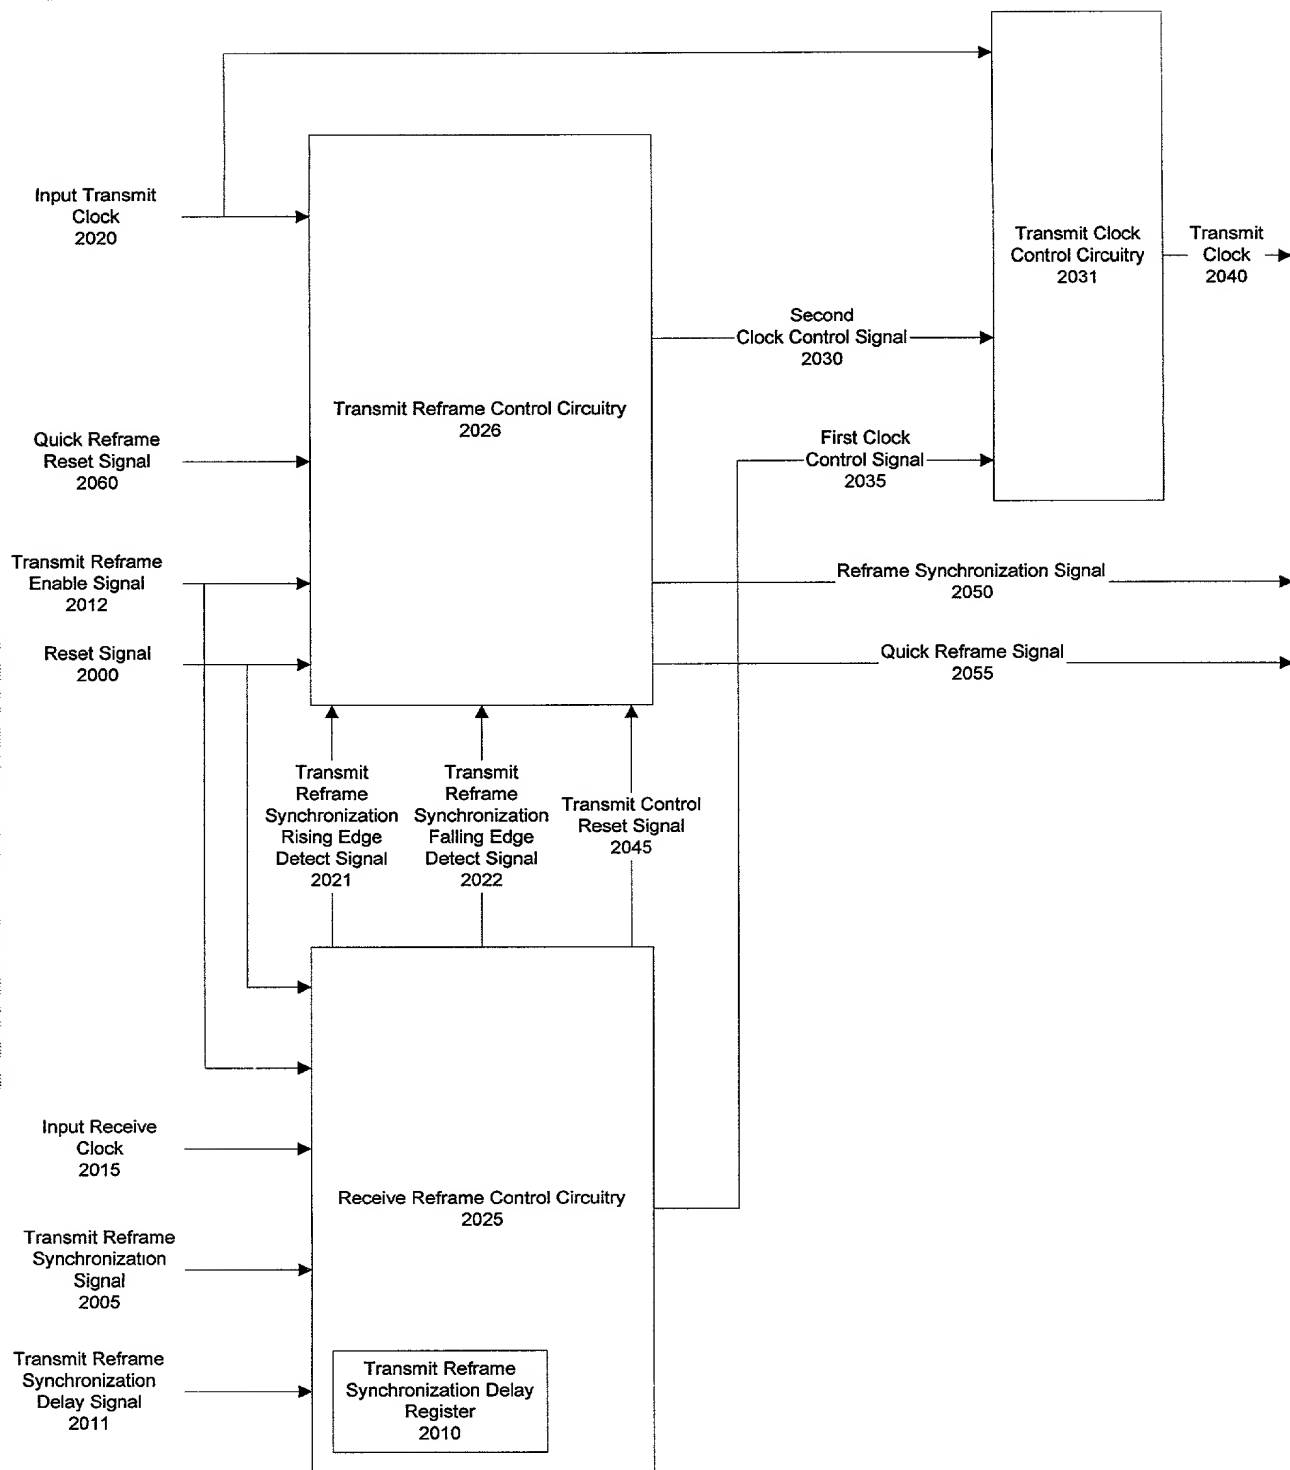 Input Transmit
Clock
2020
Transmit Clock
Control Circuitry
2031
Transmit
Clock
2040
Second
Clock Control Signal
2030
Transmit Reframe Control Circuitry
2026
Quick Reframe
Reset Signal
2060
First Clock
Control Signal
2035
Transmit Reframe
Enable Signal
2012
Reframe Synchronization Signal
2050
Reset Signal
2000
Quick Reframe Signal
2055
Transmit
Reframe
Synchronization
Rising Edge
Detect Signal
2021
Transmit
Reframe
Synchronization
Falling Edge
Detect Signal
2022
Transmit Control
Reset Signal
2045
Input Receive
Clock
2015
Receive Reframe Control Circuitry
2025
Transmit Reframe
Synchronization
Signal
2005
Transmit Reframe
Synchronization
Delay Signal
2011
Transmit Reframe
Synchronization Delay
Register
2010